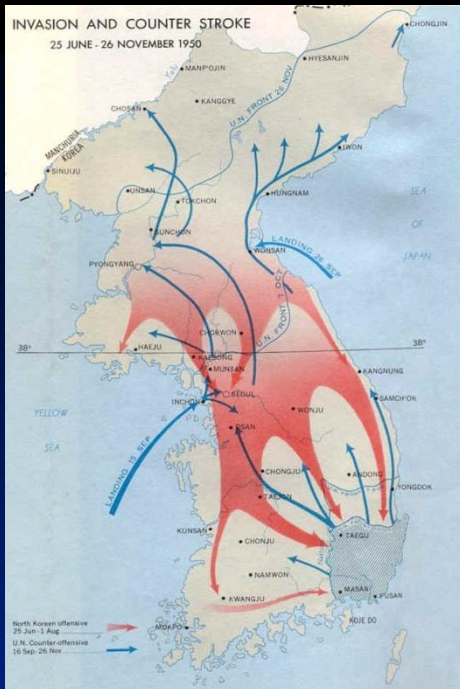 INVASION AND COUNTER STROKE
25 JUNE - 26 NOVEMBER 1950
CHONGJIN
HYESANJIN
MANP'OJIN
KANGGYE
U.N. FRONT 26 NOV
CHOSAN
MANCHURIA
KOREA
SINUIJU
IWON
UNSAN
TOKCHON
HUNGNAM
SUNCHON
SEA
OF
JAPAN
LANDING 26 SEP
WONSAN
PYONGYANG
U.N. FRONT 7 OCT
CHORWON
38°
HAEJU
KAESONG
MUNSAN
38°
KANGNUNG
SEOUL
INCHON
SAMCH'OK
WONJU
YELLOW
SEA
OSAN
LANDING 15 SEP
CHONGJU
ANDONG
TAEJON
YONGDOK
KUNSAN
TAEGU
CHONJU
NAMWON
MASAN
PUSAN
KWANGJU
KOJE DO
MOKPO
North Korean offensive
25 Jun-1 Aug
U.N. Counter-offensive
16 Sep-26 Nov